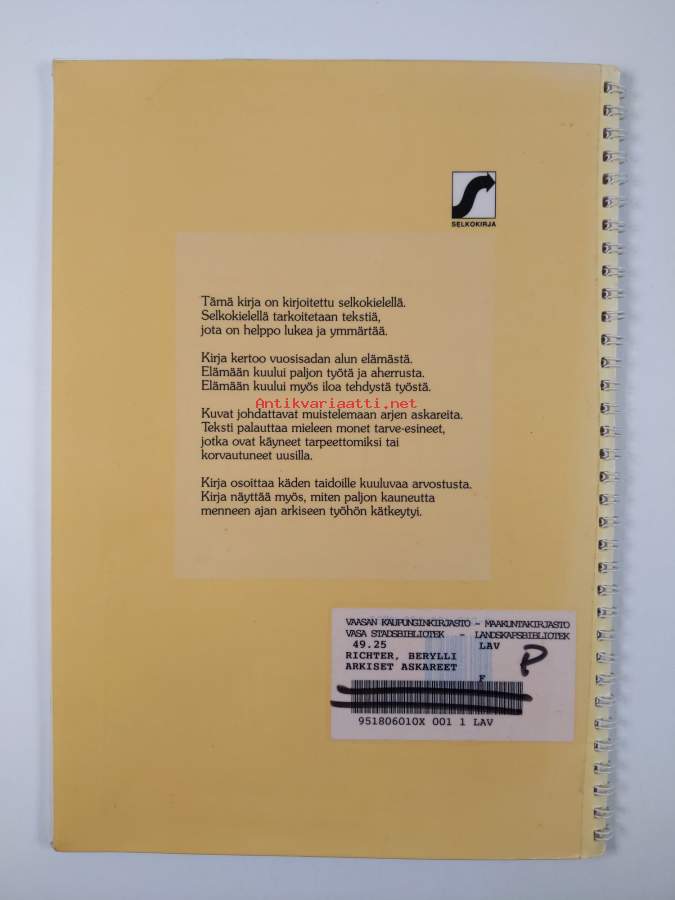 SELKOKIRJA
Tämä kirja on kirjoitettu selkokielellä.
Selkokielellä tarkoitetaan tekstiä,
jota on helppo lukea ja ymmärtää.
Kirja kertoo vuosisadan alun elämästä.
Elämään kuului paljon työtä ja aherrusta.
Elämään kuului myös iloa tehdystä työstä.
Antikvariaatti.net
Kuvat johdattavat muistelemaan arjen askareita.
Teksti palauttaa mieleen monet tarve-esineet,
jotka ovat käyneet tarpeettomiksi tai
korvautuneet uusilla.
Kirja osoittaa käden taidoille kuuluvaa arvostusta.
Kirja näyttää myös, miten paljon kauneutta
menneen ajan arkiseen työhön kätkeytyi.
VAASAN KAUPUNGINKIRJASTO - MAAKUNTAKIRJASTO
VASA STADSBIBLIOTEK - LANDSKAPSBIBLIOTEK
49.25 LAV
RICHTER, BERYLLI P
ARKISET ASKAREET
F
951806010X 001 1 LAV